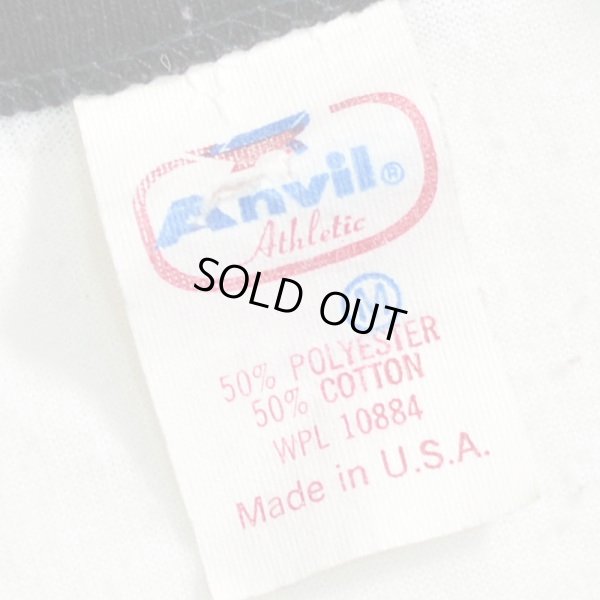 Anvil®
Athletic
M
SOLD OUT
50% POLYESTER
50% COTTON
WPL 10884
Made in U.S.A.